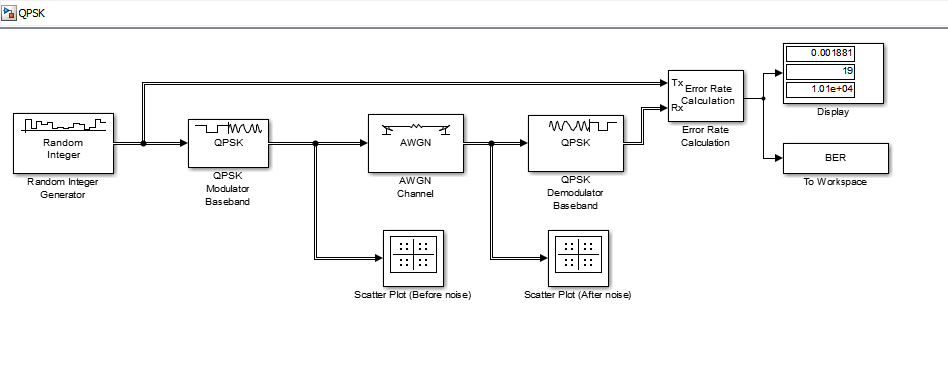 QPSK
0.001881
19
1.01e+04
Display
Tx
Rx
Error Rate
Calculation
Error Rate
Calculation
Random
Integer
Random Integer
Generator
QPSK
QPSK
Modulator
Baseband
AWGN
AWGN
Channel
QPSK
QPSK
Demodulator
Baseband
BER
To Workspace
Scatter Plot (Before noise)
Scatter Plot (After noise)